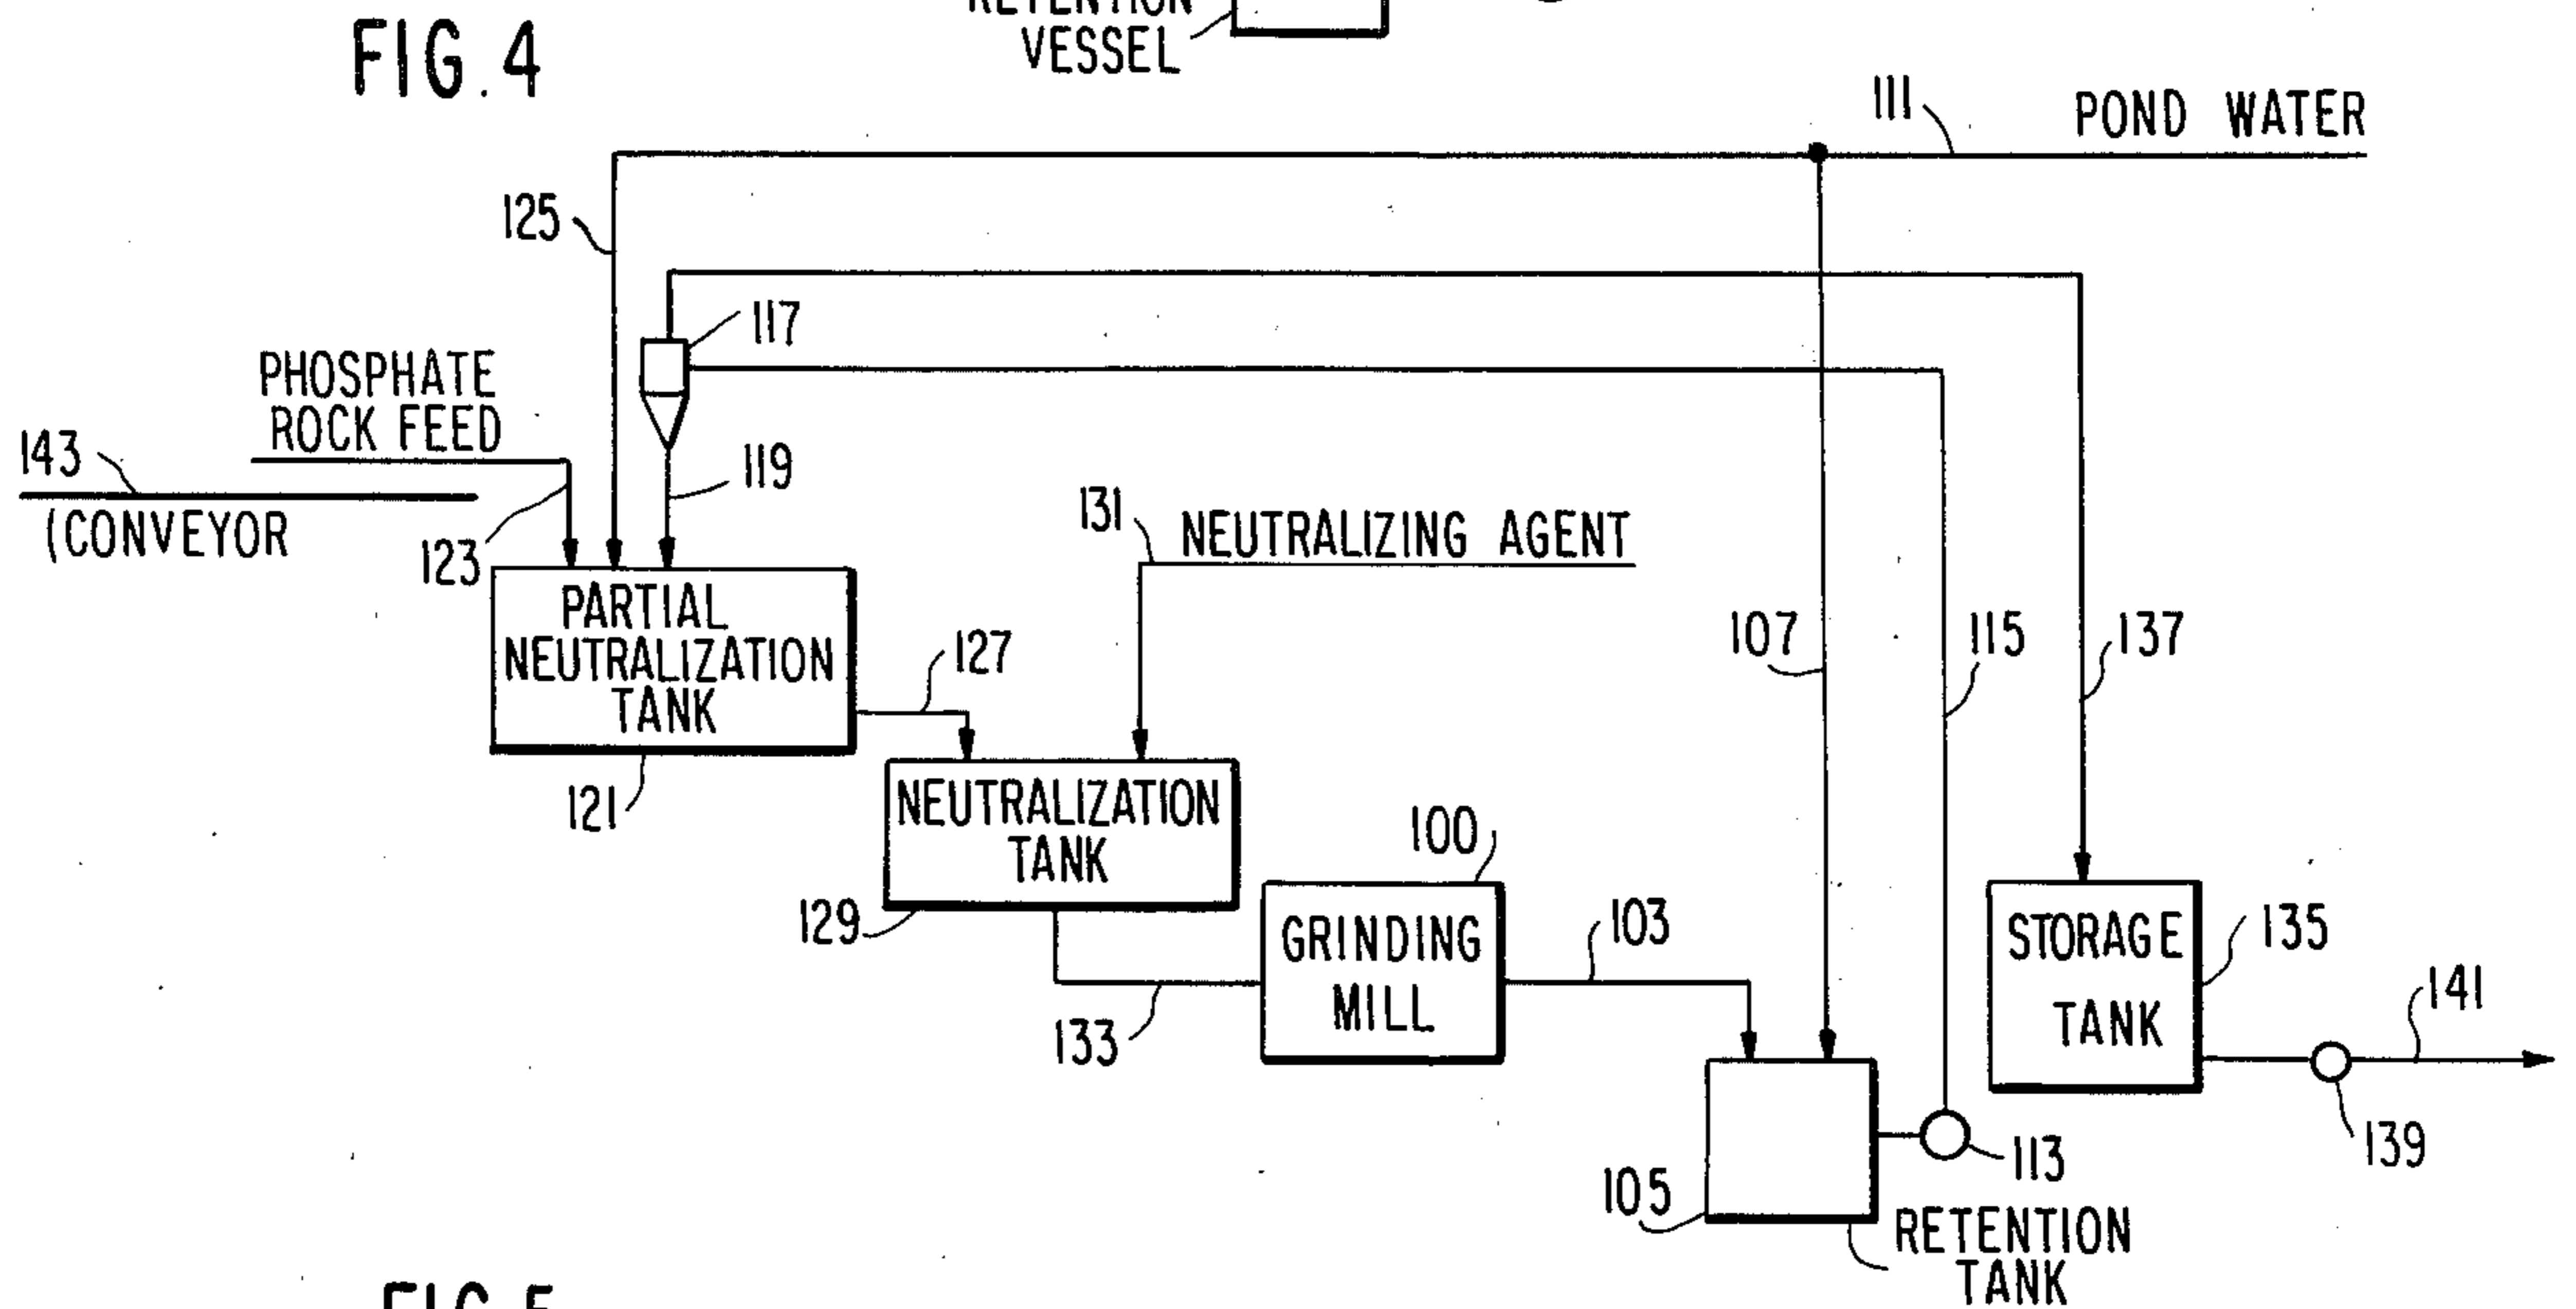 RETENTION
VESSEL
FIG. 4
111
POND WATER
125
117
PHOSPHATE
ROCK FEED
143
119
(CONVEYOR
123
131
NEUTRALIZING AGENT
PARTIAL
NEUTRALIZATION
TANK
127
107
115
137
121
NEUTRALIZATION
TANK
100
129
GRINDING
MILL
103
STORAGE
TANK
135
133
141
139
113
105
RETENTION
TANK
FIG. 5